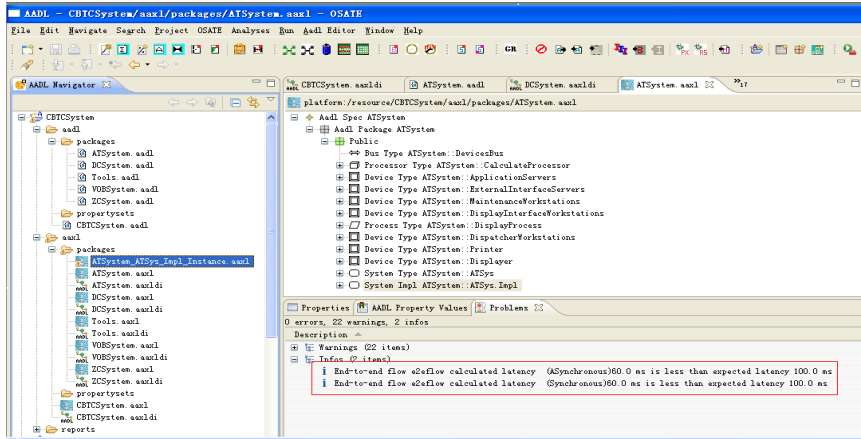 AADL - CBTCSystem/aaxl/packages/ATSystem.aaxl - OSATE
File Edit Navigate Search Project OSATE Analyses Run Aadl Editor Window Help
GR
PX
RS
AADL Navigator
CBTCSystem
aadl
packages
ATSystem.aadl
DCSystem.aadl
Tools.aadl
VOBSystem.aadl
ZCSystem.aadl
propertysets
CBTCSystem.aadl
aaxl
packages
ATSystem_ATSys_Impl_Instance.aaxl
ATSystem.aaxl
ATSystem.aaxldi
DCSystem.aaxl
DCSystem.aaxldi
Tools.aaxl
Tools.aaxldi
VOBSystem.aaxl
VOBSystem.aaxldi
ZCSystem.aaxl
ZCSystem.aaxldi
propertysets
CBTCSystem.aaxl
CBTCSystem.aaxldi
reports
CBTCSystem.aaxldi ATSystem.aadl DCSystem.aaxldi ATSystem.aaxl »17
platform:/resource/CBTCSystem/aaxl/packages/ATSystem.aaxl
Aadl Spec ATSystem
Aadl Package ATSystem
Public
Bus Type ATSystem::DevicesBus
Processor Type ATSystem::CalculateProcessor
Device Type ATSystem::ApplicationServers
Device Type ATSystem::ExternalInterfaceServers
Device Type ATSystem::MaintenanceWorkstations
Device Type ATSystem::DisplayInterfaceWorkstations
Process Type ATSystem::DisplayProcess
Device Type ATSystem::DispatcherWorkstations
Device Type ATSystem::Printer
Device Type ATSystem::Displayer
System Type ATSystem::ATSys
System Impl ATSystem::ATSys.Impl
Properties AADL Property Values Problems
0 errors, 22 warnings, 2 infos
Description
Warnings (22 items)
Infos (2 items)
End-to-end flow e2eflow calculated latency (ASynchronous)60.0 ms is less than expected latency 100.0 ms
End-to-end flow e2eflow calculated latency (Synchronous)60.0 ms is less than expected latency 100.0 ms